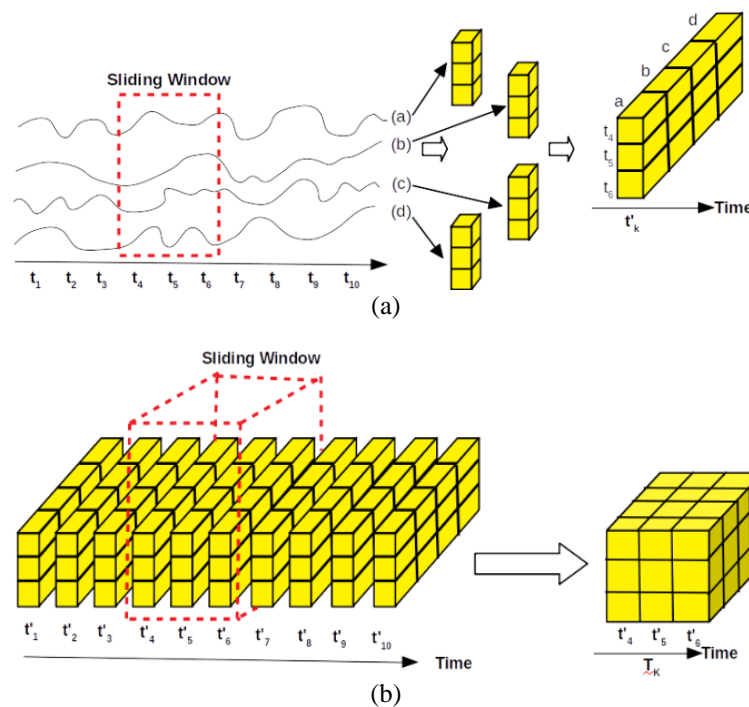 Sliding Window
(a)
(b)
(c)
(d)
t1 t2 t3 t4 t5 t6 t7 t8 t9 t10
a b c d
t4
t5
t6
t'k
Time
(a)
Sliding Window
t'1 t'2 t'3 t'4 t'5 t'6 t'7 t'8 t'9 t'10
Time
t'4 t'5 t'6
TK
Time
(b)